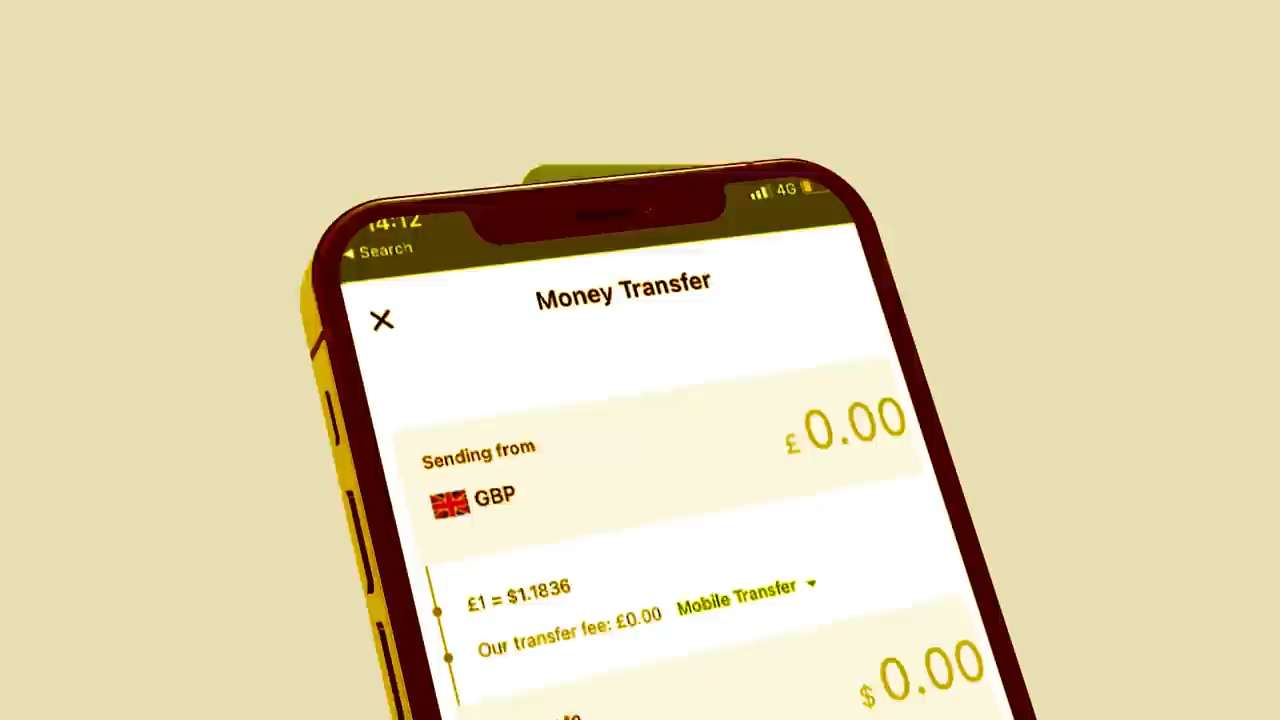 14:12
4G
◀ Search
Money Transfer
Sending from
£ 0.00
GBP
£1 = $1.1836
Our transfer fee: £0.00 Mobile Transfer
$ 0.00